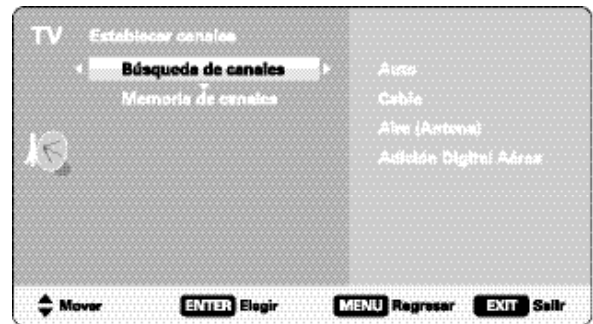 TV Establecer canales
Búsqueda de canales
Memoria de canales
Auto
Cable
Aire (Antena)
Adición Digital Aérea
Mover ENTER Elegir MENU Regresar EXIT Salir